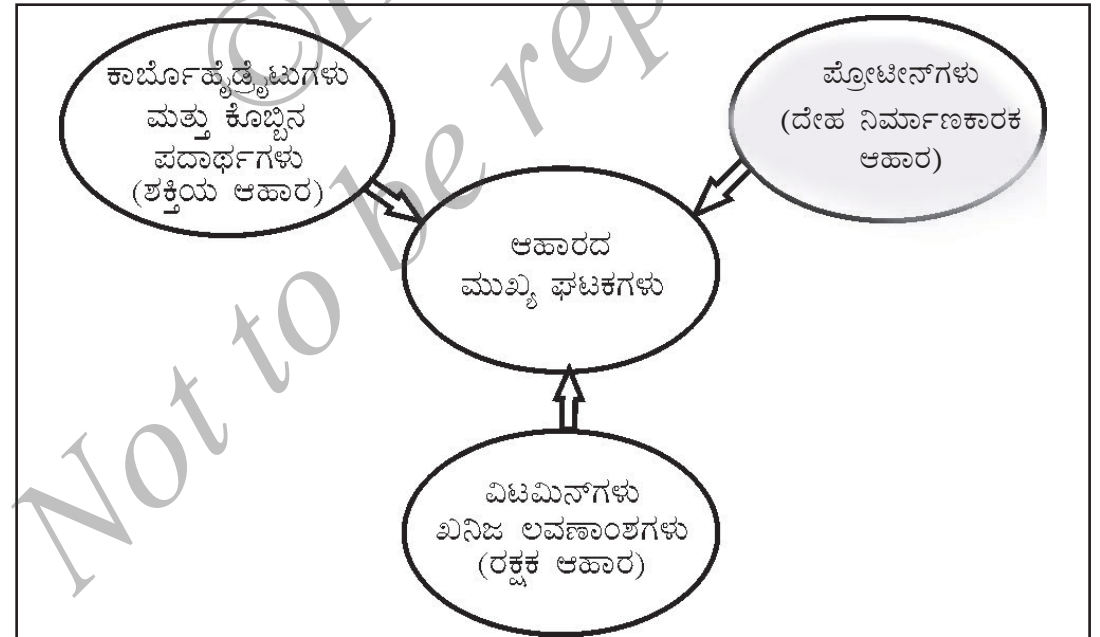 ಕಾರ್ಬೊಹೈಡ್ರೈಟುಗಳು
ಮತ್ತು ಕೊಬ್ಬಿನ
ಪದಾರ್ಥಗಳು
(ಶಕ್ತಿಯ ಆಹಾರ)
ಪ್ರೋಟೀನ್‌ಗಳು
(ದೇಹ ನಿರ್ಮಾಣಕಾರಕ
ಆಹಾರ)
ಆಹಾರದ
ಮುಖ್ಯ ಘಟಕಗಳು
ವಿಟಮಿನ್‌ಗಳು
ಖನಿಜ ಲವಣಾಂಶಗಳು
(ರಕ್ಷಕ ಆಹಾರ)
Not to be rep